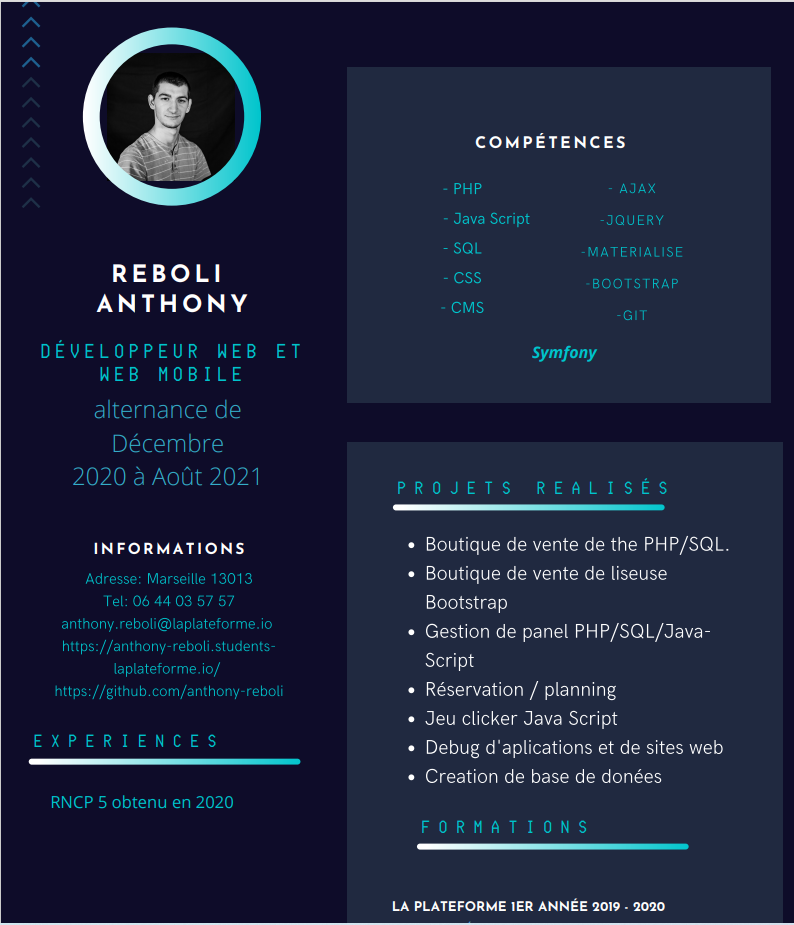 REBOLI
ANTHONY
DÉVELOPPEUR WEB ET
WEB MOBILE
alternance de
Décembre
2020 à Août 2021
INFORMATIONS
Adresse: Marseille 13013
Tel: 06 44 03 57 57
anthony.reboli@laplateforme.io
https://anthony-reboli.students-
laplateforme.io/
https://github.com/anthony-reboli
EXPERIENCES
RNCP 5 obtenu en 2020
COMPÉTENCES
- PHP
- Java Script
- SQL
- CSS
- CMS
- AJAX
-JQUERY
-MATERIALISE
-BOOTSTRAP
-GIT
Symfony
PROJETS REALISÉS
• Boutique de vente de the PHP/SQL.
• Boutique de vente de liseuse
Bootstrap
• Gestion de panel PHP/SQL/Java-
Script
• Réservation / planning
• Jeu clicker Java Script
• Debug d'aplications et de sites web
• Creation de base de donées
FORMATIONS
LA PLATEFORME 1ER ANNÉE 2019 - 2020